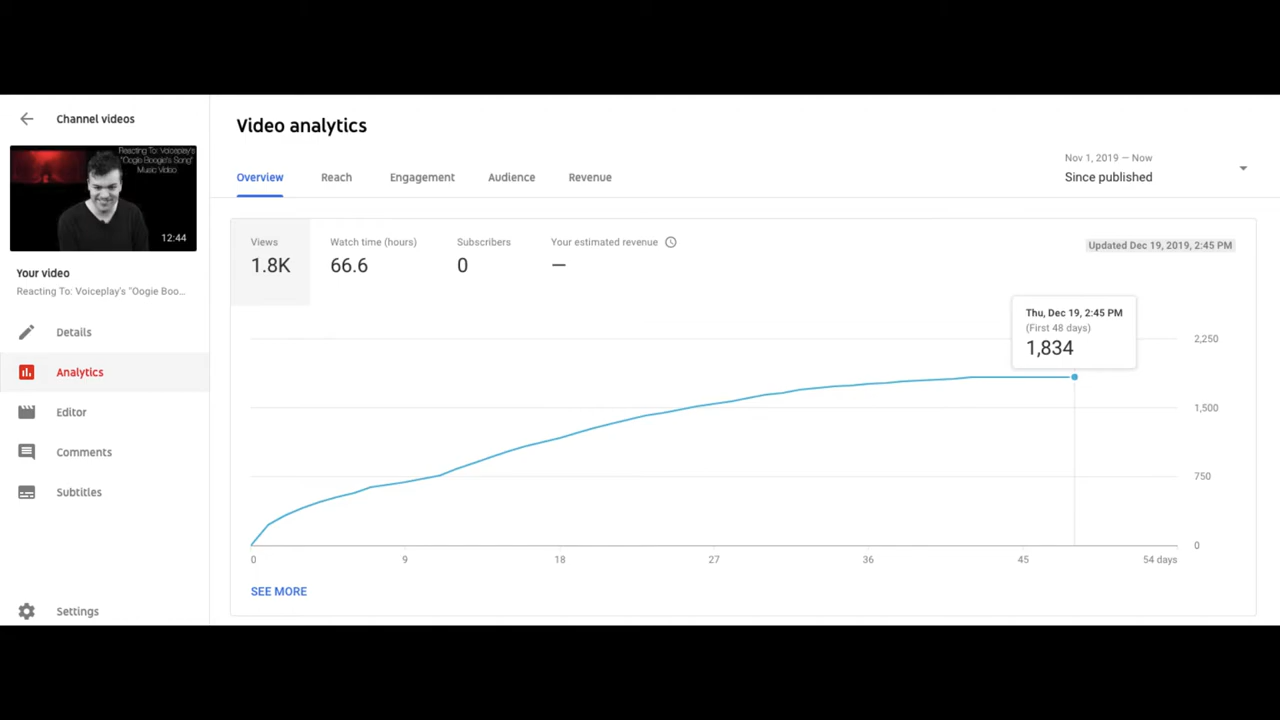 Channel videos
Reacting To: Voiceplay's
"Oogie Boogie's Song"
Music Video
12:44
Your video
Reacting To: Voiceplay's "Oogie Boo...
Details
Analytics
Editor
Comments
Subtitles
Settings
Video analytics
Overview Reach Engagement Audience Revenue
Nov 1, 2019 – Now
Since published
Views Watch time (hours) Subscribers Your estimated revenue
1.8K 66.6 0 —
Updated Dec 19, 2019, 2:45 PM
Thu, Dec 19, 2:45 PM
(First 48 days)
1,834
2,250
1,500
750
0
0 9 18 27 36 45 54 days
SEE MORE